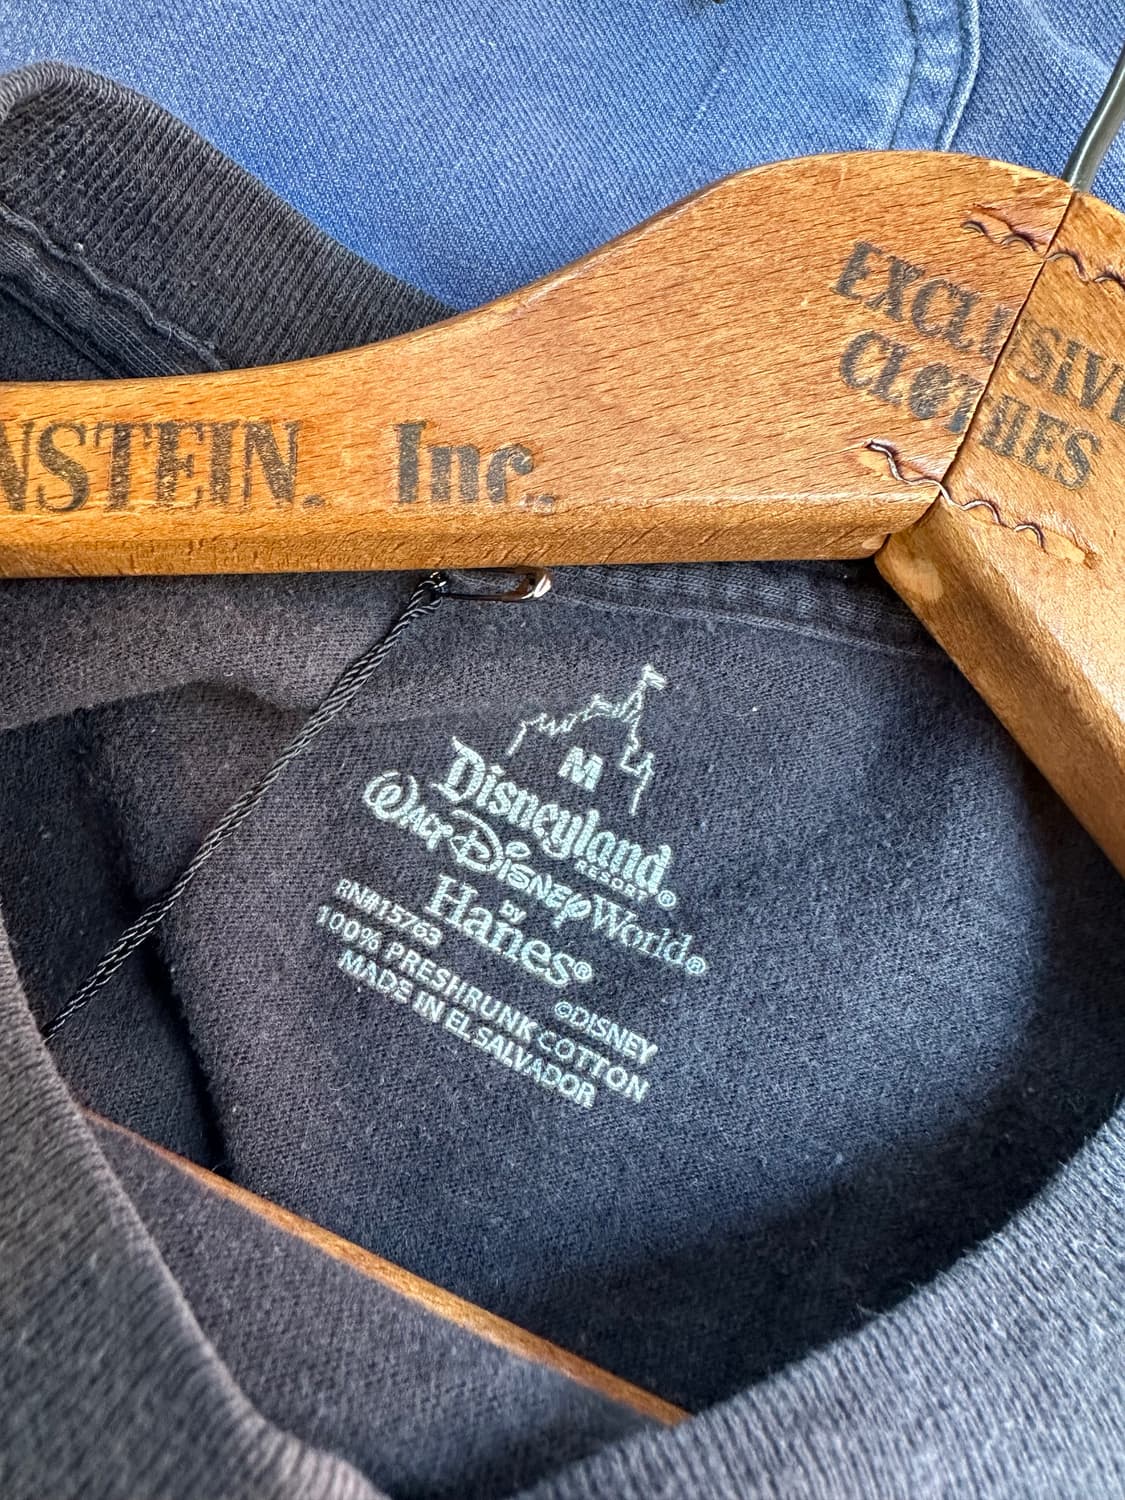 EXCLUSIVE
CLOTHES
NSTEIN. Inc.
M
Disneyland
RESORT®
WALT DISNEY World®
by
Hanes®
RN#15763 ©DISNEY
100% PRESHRUNK COTTON
MADE IN EL SALVADOR